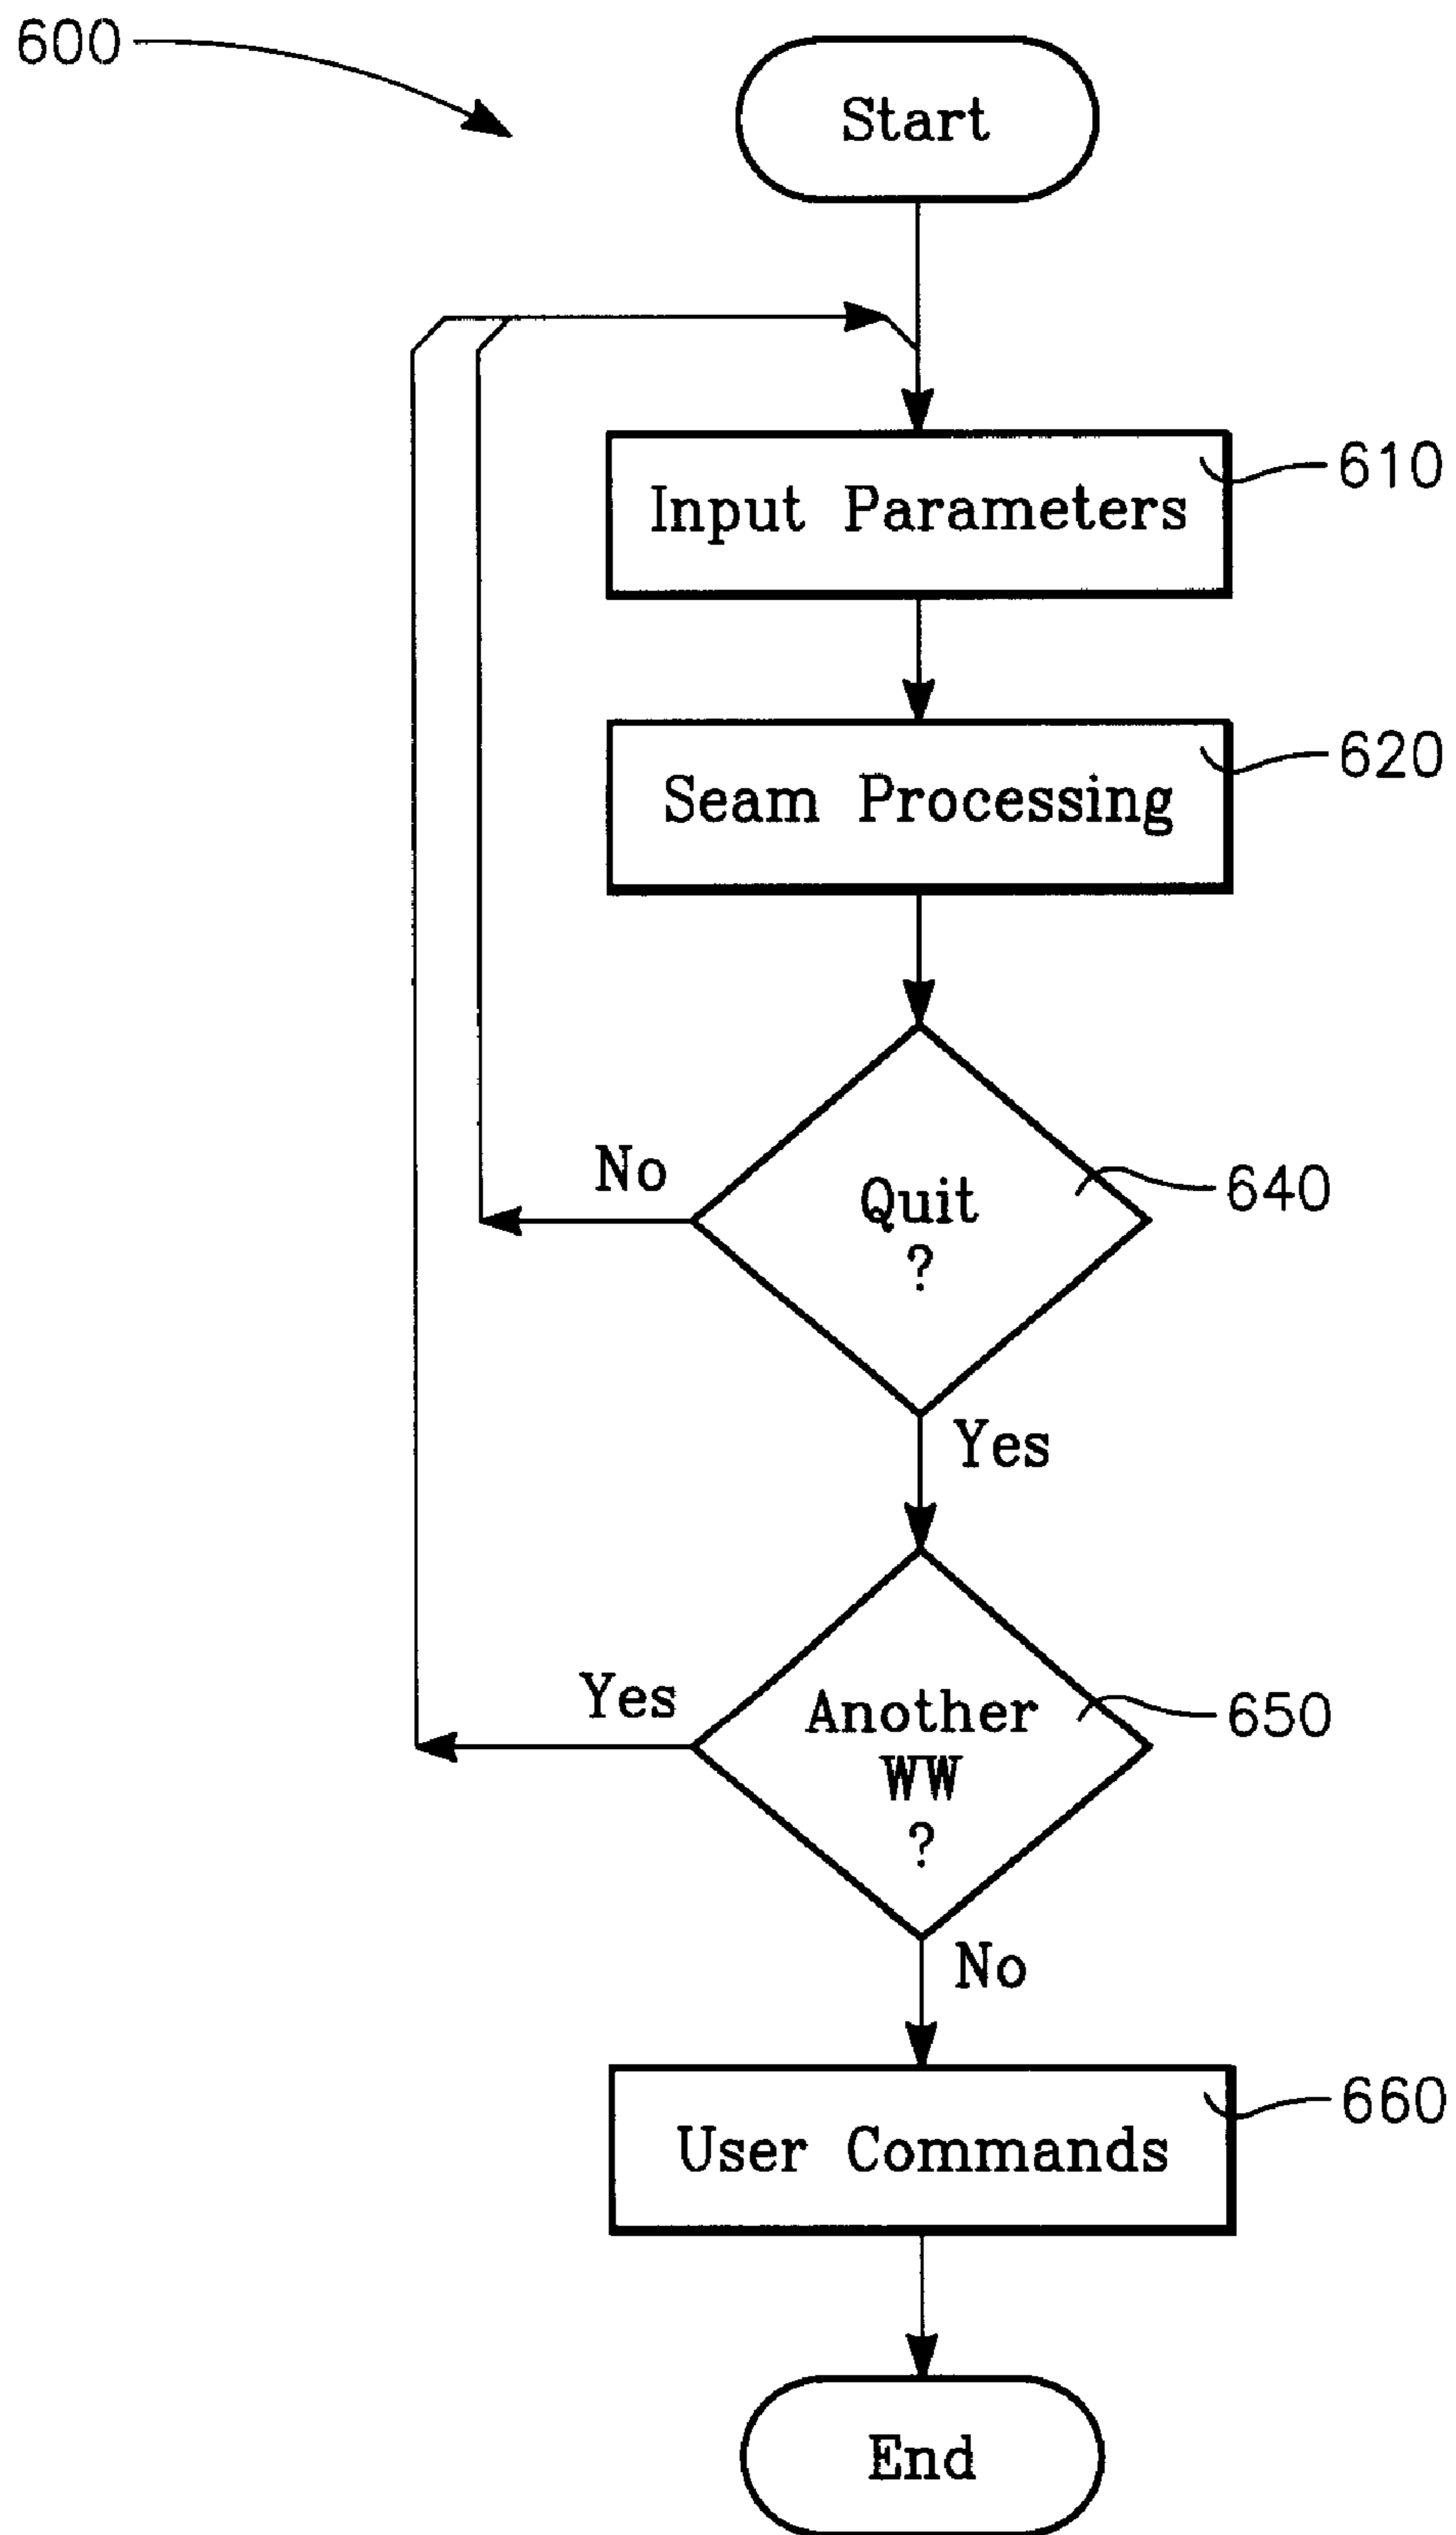 600
Start
Input Parameters
610
Seam Processing
620
No
Quit
?
640
Yes
Yes
Another
WW
?
650
No
User Commands
660
End